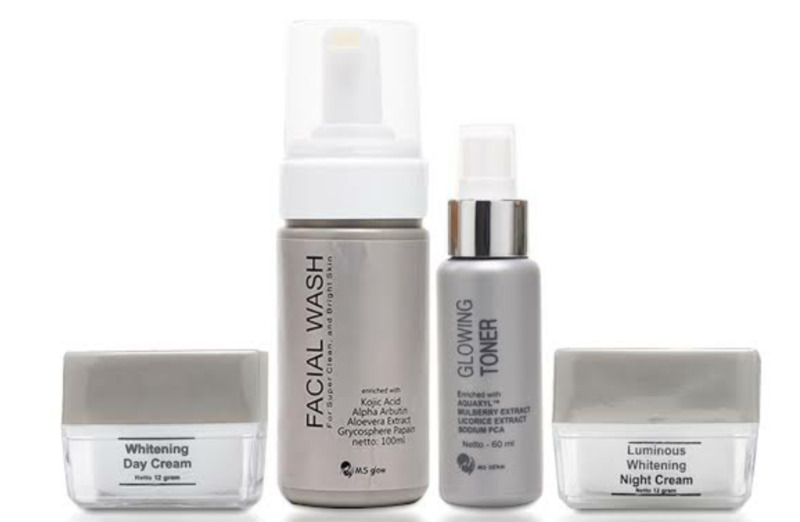 Whitening
Day Cream
Netto 12 gram
FACIAL WASH
For Super Clean, and Bright Skin
enriched with
Kojic Acid
Alpha Arbutin
Aloevera Extract
Grycosphere Papain
netto: 100ml
MS glow
GLOWING
TONER
Enriched with
AQUAXYL™
MULBERRY EXTRACT
LICORICE EXTRACT
SODIUM PCA
Netto - 60 ml
MS
Luminous
Whitening
Night Cream
Netto 12 gram